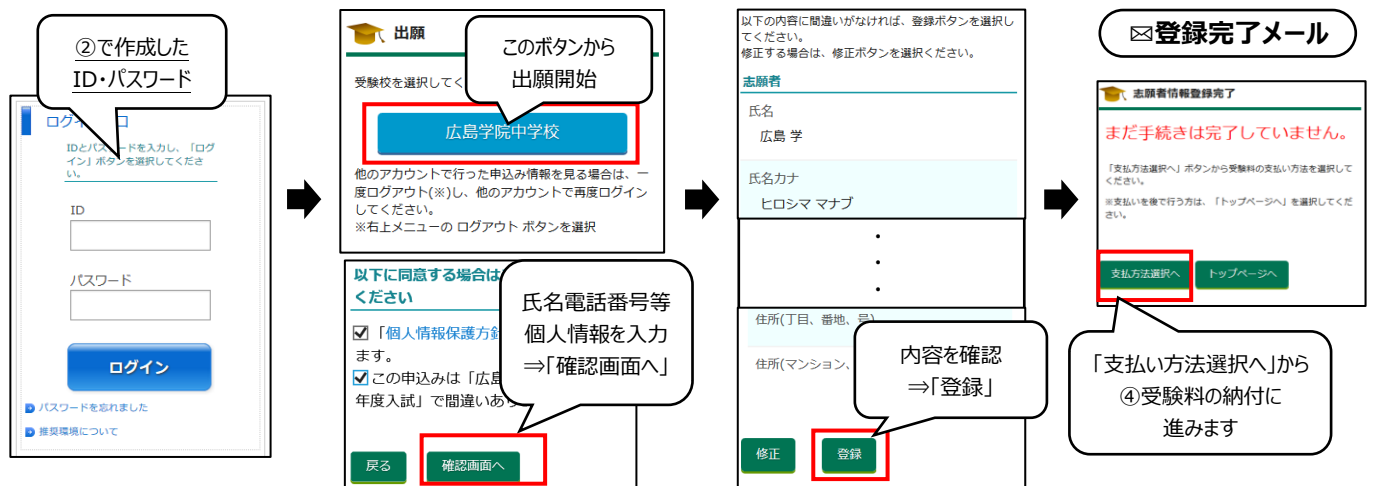 ②で作成した
ID・パスワード
ログ
IDとパス
ードを入力し、「ログ
イン」ボタンを選択してくださ
い。
ID
パスワード
ログイン
パスワードを忘れました
推奨環境について
出願
このボタンから
出願開始
受験校を選択してく
広島学院中学校
他のアカウントで行った申込み情報を見る場合は、一
度ログアウト(※)し、他のアカウントで再度ログイン
してください。
※右上メニューの ログアウト ボタンを選択
以下に同意する場合は
ください
氏名電話番号等
個人情報を入力
⇒「確認画面へ」
「個人情報保護方針
ます。
この申込みは「広島
年度入試」で間違いあ
戻る
確認画面へ
以下の内容に間違いがなければ、登録ボタンを選択し
てください。
修正する場合は、修正ボタンを選択ください。
志願者
氏名
広島 学
氏名カナ
ヒロシマ マナブ
・
・
・
住所(丁目、番地、号)
住所(マンション、
内容を確認
⇒「登録」
修正
登録
✉登録完了メール
志願者情報登録完了
まだ手続きは完了していません。
「支払方法選択へ」ボタンから受験料の支払い方法を選択して
ください。
※支払いを後で行う方は、「トップページへ」を選択してくだ
さい。
支払方法選択へ
トップページへ
「支払い方法選択へ」から
④受験料の納付に
進みます